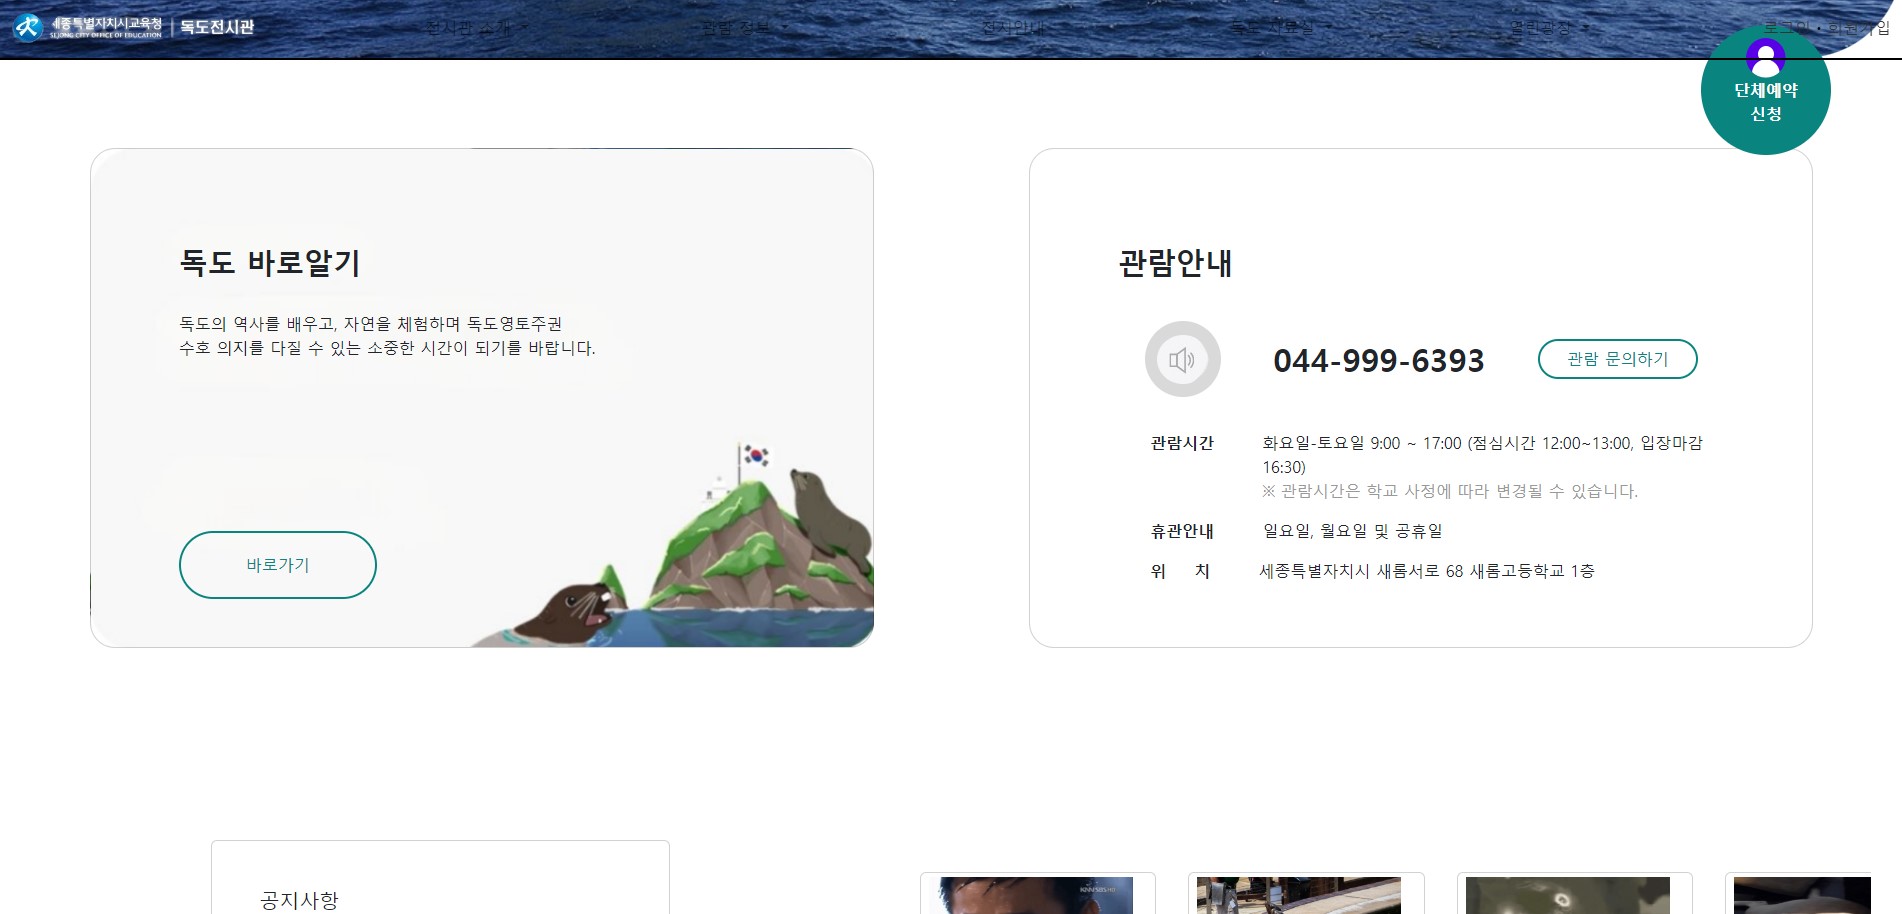 세종특별자치시교육청
SEJONG CITY OFFICE OF EDUCATION
독도전시관
전시관 소개
관람 정보
전시안내
독도 자료실
열린광장
로그인 · 회원가입
단체예약
신청
독도 바로알기
독도의 역사를 배우고, 자연을 체험하며 독도영토주권
수호 의지를 다질 수 있는 소중한 시간이 되기를 바랍니다.
바로가기
관람안내
044-999-6393
관람 문의하기
관람시간 화요일-토요일 9:00 ~ 17:00 (점심시간 12:00~13:00, 입장마감
16:30)
※ 관람시간은 학교 사정에 따라 변경될 수 있습니다.
휴관안내 일요일, 월요일 및 공휴일
위 치 세종특별자치시 새롬서로 68 새롬고등학교 1층
공지사항